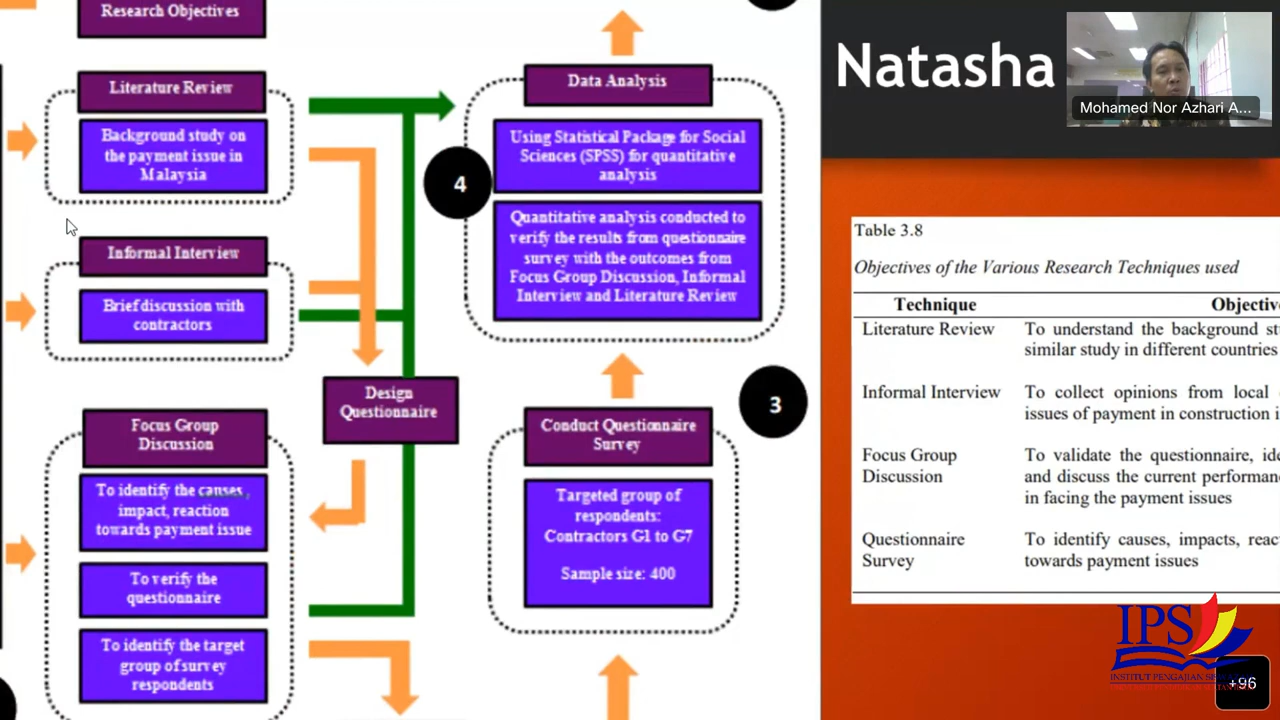 Research Objectives
Literature Review
Background study on
the payment issue in
Malaysia
Informal Interview
Brief discussion with
contractors
Focus Group
Discussion
To identify the causes,
impact, reaction
towards payment issue
To verify the
questionnaire
To identify the target
group of survey
respondents
Design
Questionnaire
Data Analysis
Using Statistical Package for Social
Sciences (SPSS) for quantitative
analysis
4
Quantitative analysis conducted to
verify the results from questionnaire
survey with the outcomes from
Focus Group Discussion, Informal
Interview and Literature Review
3
Conduct Questionnaire
Survey
Targeted group of
respondents:
Contractors G1 to G7
Sample size: 400
Natasha
Mohamed Nor Azhari A...
Table 3.8
Objectives of the Various Research Techniques used
Technique Objective
Literature Review To understand the background
similar study in different countries
Informal Interview To collect opinions from local
issues of payment in construction
Focus Group To validate the questionnaire,
Discussion and discuss the current
in facing the payment issues
Questionnaire To identify causes, impacts,
Survey towards payment issues
IPS
INSTITUT PENGAJIAN
+96